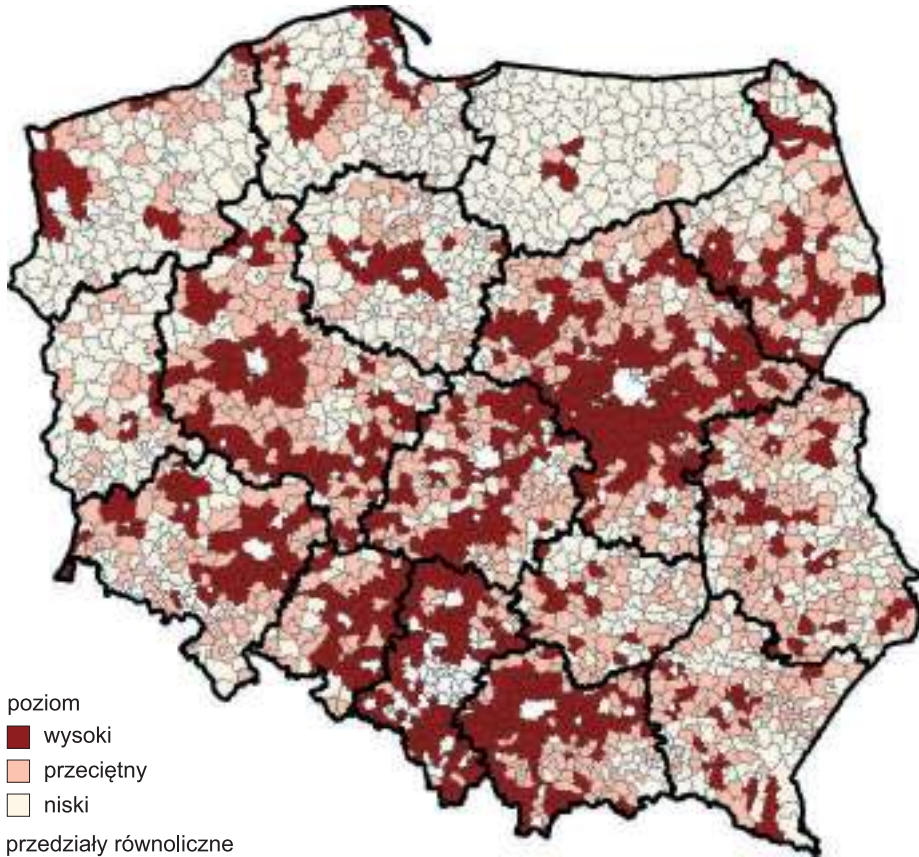 poziom
wysoki
przeciętny
niski
przedziały równoliczne